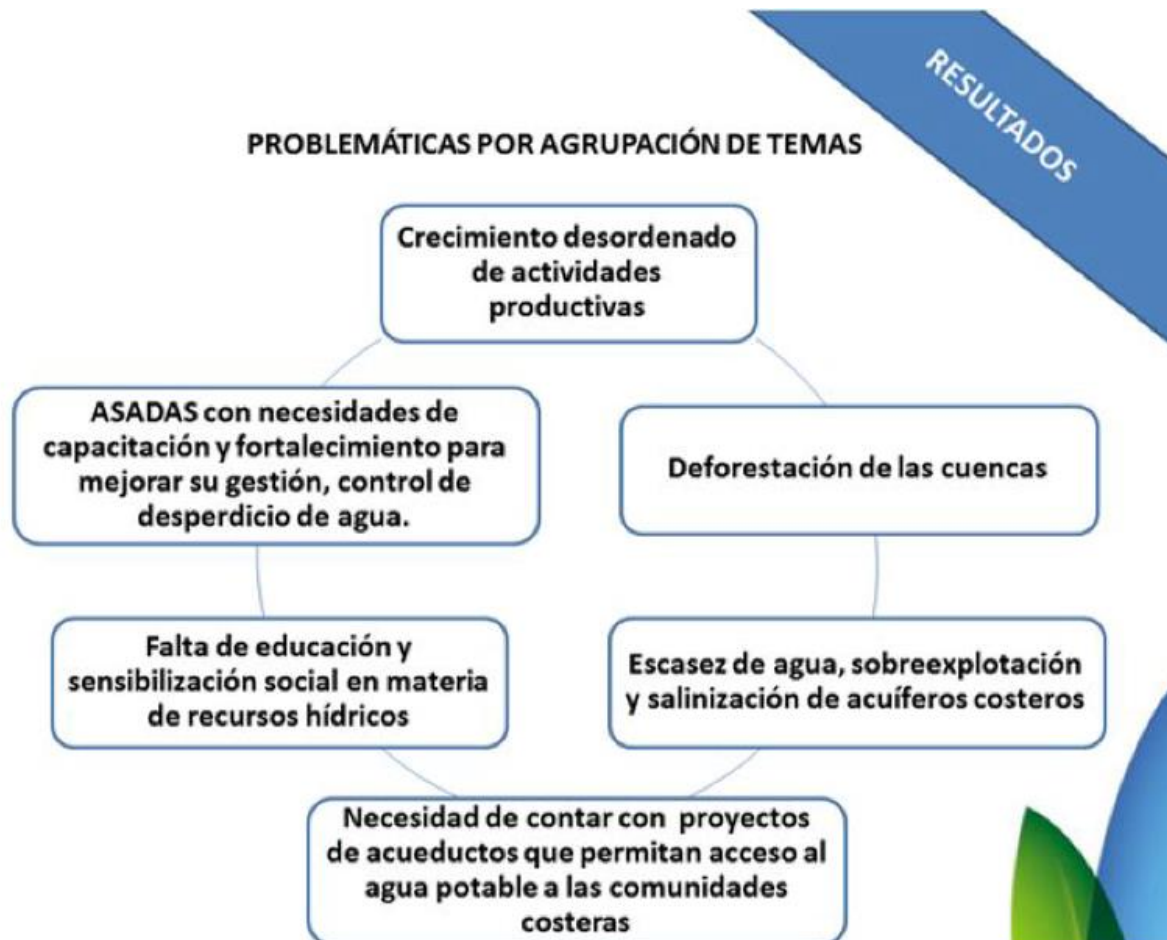 RESULTADOS
PROBLEMÁTICAS POR AGRUPACIÓN DE TEMAS
Crecimiento desordenado
de actividades
productivas
ASADAS con necesidades de
capacitación y fortalecimiento para
mejorar su gestión, control de
desperdicio de agua.
Deforestación de las cuencas
Falta de educación y
sensibilización social en materia
de recursos hídricos
Escasez de agua, sobreexplotación
y salinización de acuíferos costeros
Necesidad de contar con proyectos
de acueductos que permitan acceso al
agua potable a las comunidades
costeras